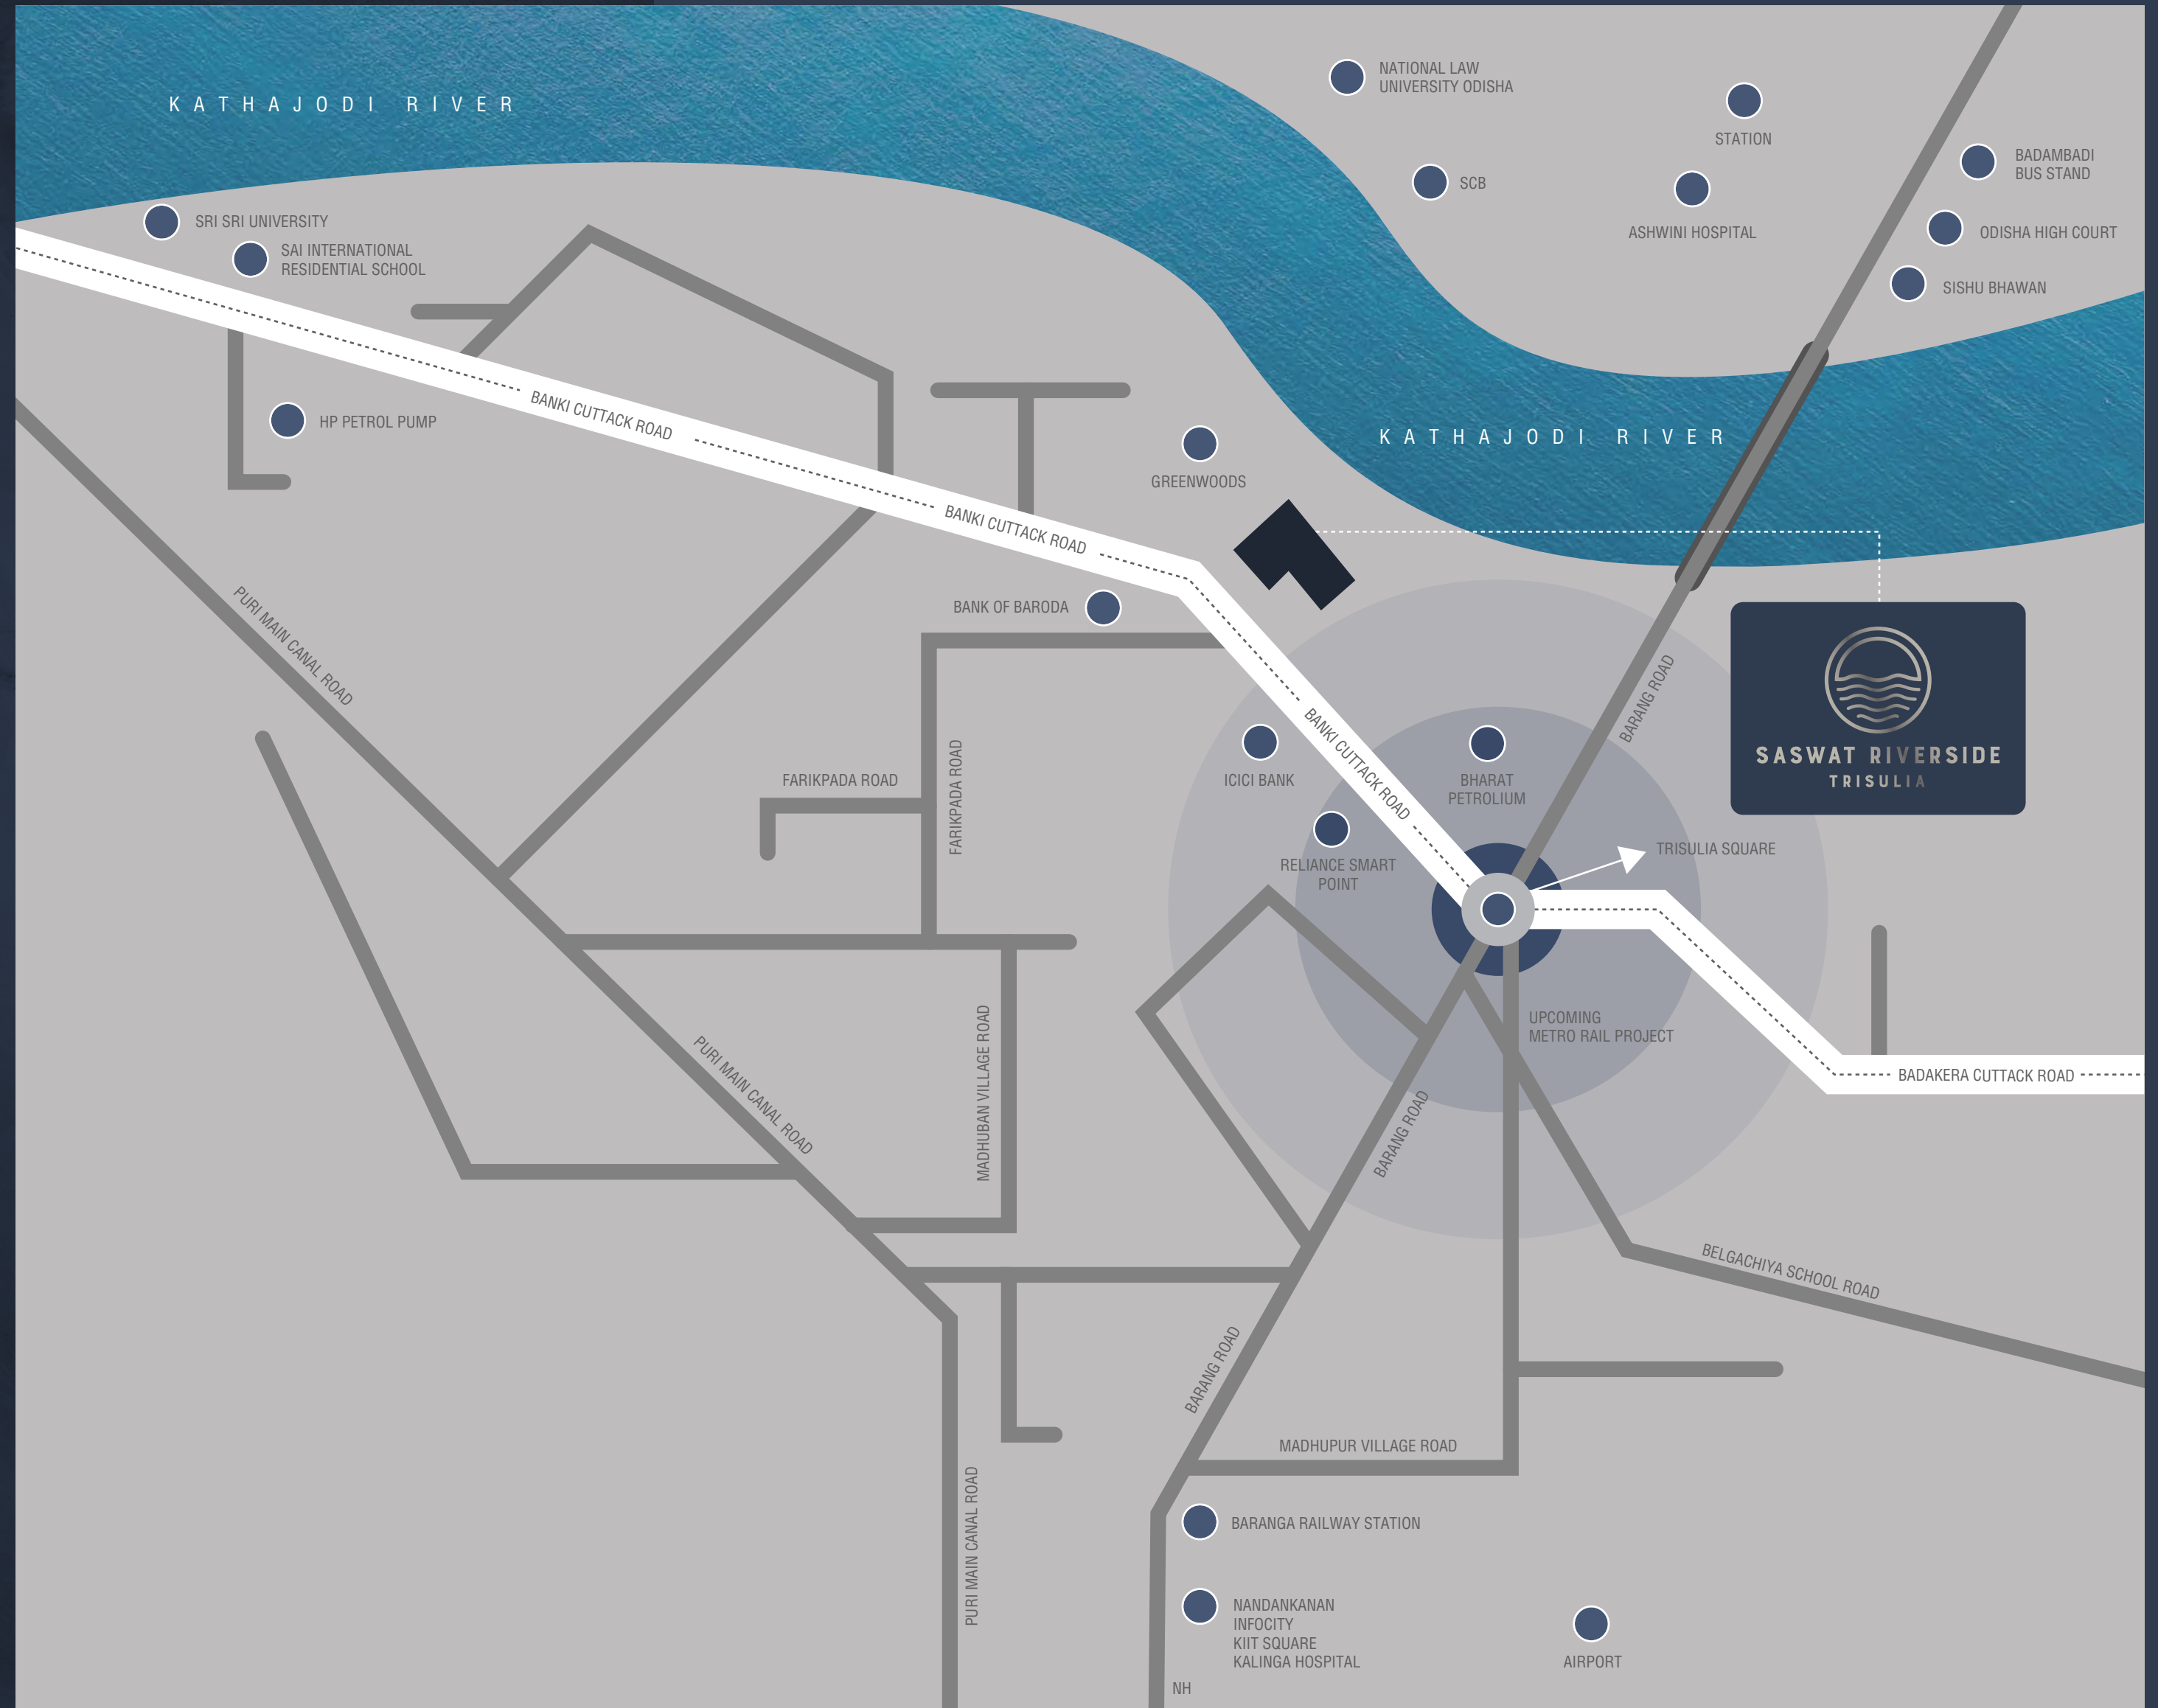 KATHAJODI RIVER
NATIONAL LAW
UNIVERSITY ODISHA
STATION
BADAMBADI
BUS STAND
SCB
ASHWINI HOSPITAL
ODISHA HIGH COURT
SISHU BHAWAN
SRI SRI UNIVERSITY
SAI INTERNATIONAL
RESIDENTIAL SCHOOL
HP PETROL PUMP
BANKI CUTTACK ROAD
KATHAJODI RIVER
GREENWOODS
BANKI CUTTACK ROAD
BANK OF BARODA
PURI MAIN CANAL ROAD
BARANG ROAD
SASWAT RIVERSIDE
TRISULIA
BANKI CUTTACK ROAD
ICICI BANK
BHARAT
PETROLIUM
FARIKPADA ROAD
FARIKPADA ROAD
RELIANCE SMART
POINT
TRISULIA SQUARE
UPCOMING
METRO RAIL PROJECT
BADAKERA CUTTACK ROAD
MADHUBAN VILLAGE ROAD
PURI MAIN CANAL ROAD
BARANG ROAD
BELGACHIYA SCHOOL ROAD
BARANG ROAD
MADHUPUR VILLAGE ROAD
PURI MAIN CANAL ROAD
BARANGA RAILWAY STATION
NANDANKANAN
INFOCITY
KIIT SQUARE
KALINGA HOSPITAL
AIRPORT
NH